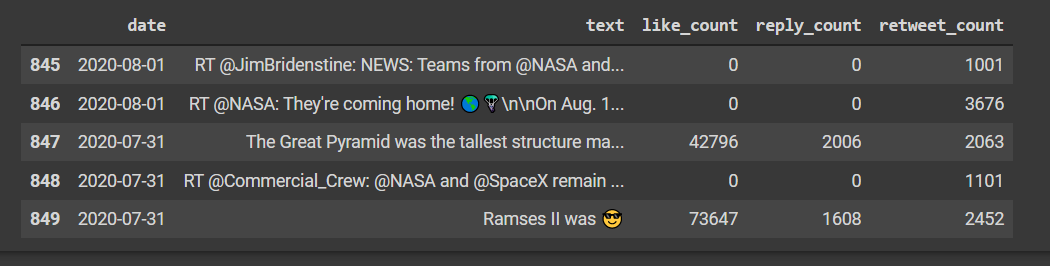 date text like_count reply_count retweet_count
845 2020-08-01 RT @JimBridenstine: NEWS: Teams from @NASA and... 0 0 1001
846 2020-08-01 RT @NASA: They're coming home! 🌎🪂\n\nOn Aug. 1... 0 0 3676
847 2020-07-31 The Great Pyramid was the tallest structure ma... 42796 2006 2063
848 2020-07-31 RT @Commercial_Crew: @NASA and @SpaceX remain ... 0 0 1101
849 2020-07-31 Ramses II was 😎 73647 1608 2452